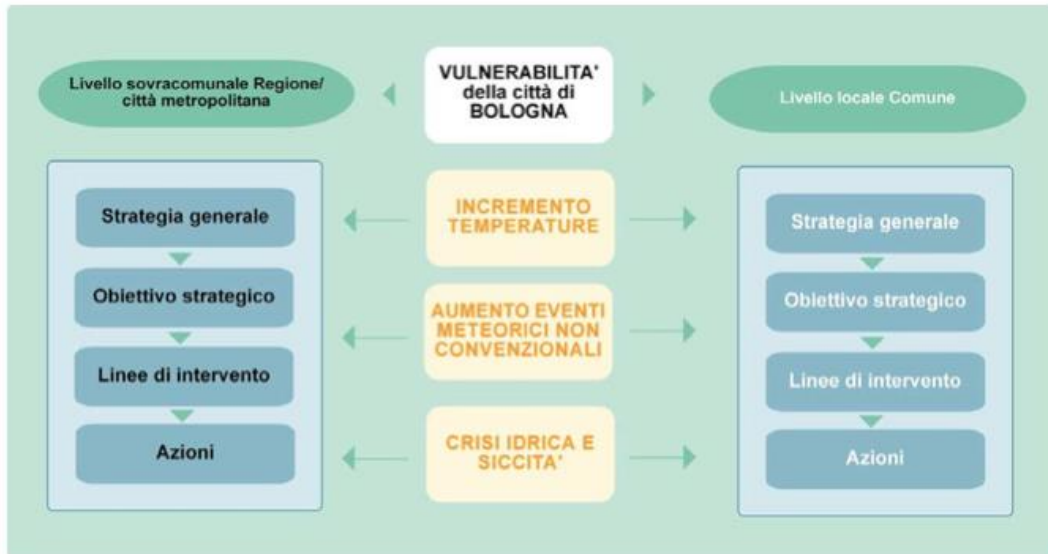 Livello sovracomunale Regione/
città metropolitana
VULNERABILITA'
della città di
BOLOGNA
Livello locale Comune
Strategia generale
Obiettivo strategico
Linee di intervento
Azioni
INCREMENTO
TEMPERATURE
AUMENTO EVENTI
METEORICI NON
CONVENZIONALI
CRISI IDRICA E
SICCITA'
Strategia generale
Obiettivo strategico
Linee di intervento
Azioni